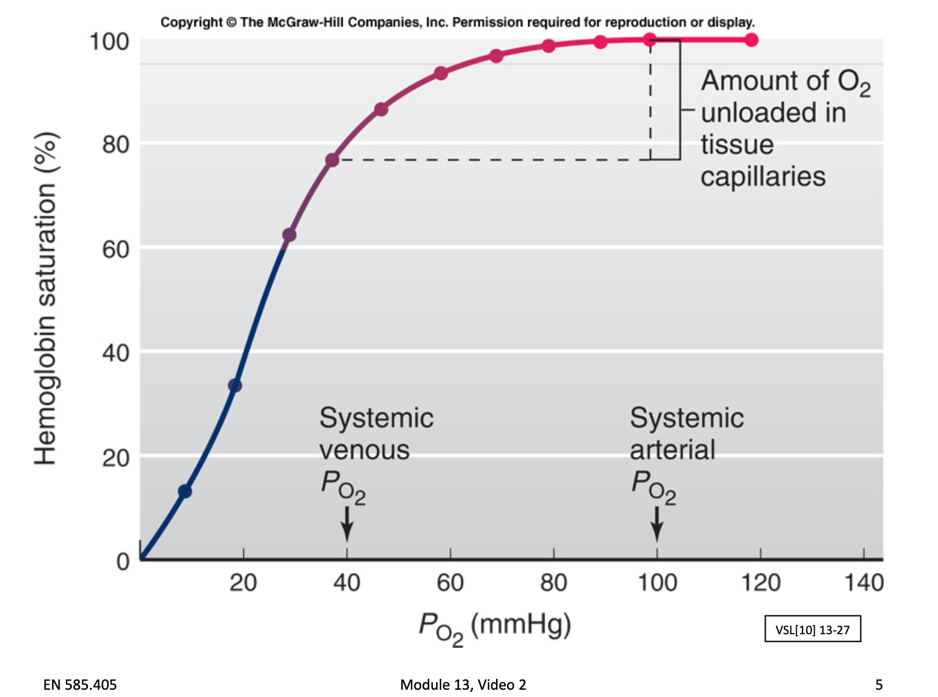 Copyright © The McGraw-Hill Companies, Inc. Permission required for reproduction or display.
100
80
60
40
20
0
Hemoglobin saturation (%)
Amount of O₂
unloaded in
tissue
capillaries
Systemic
venous
PO₂
Systemic
arterial
PO₂
20 40 60 80 100 120 140
PO₂ (mmHg)
VSL[10] 13-27
EN 585.405 Module 13, Video 2 5